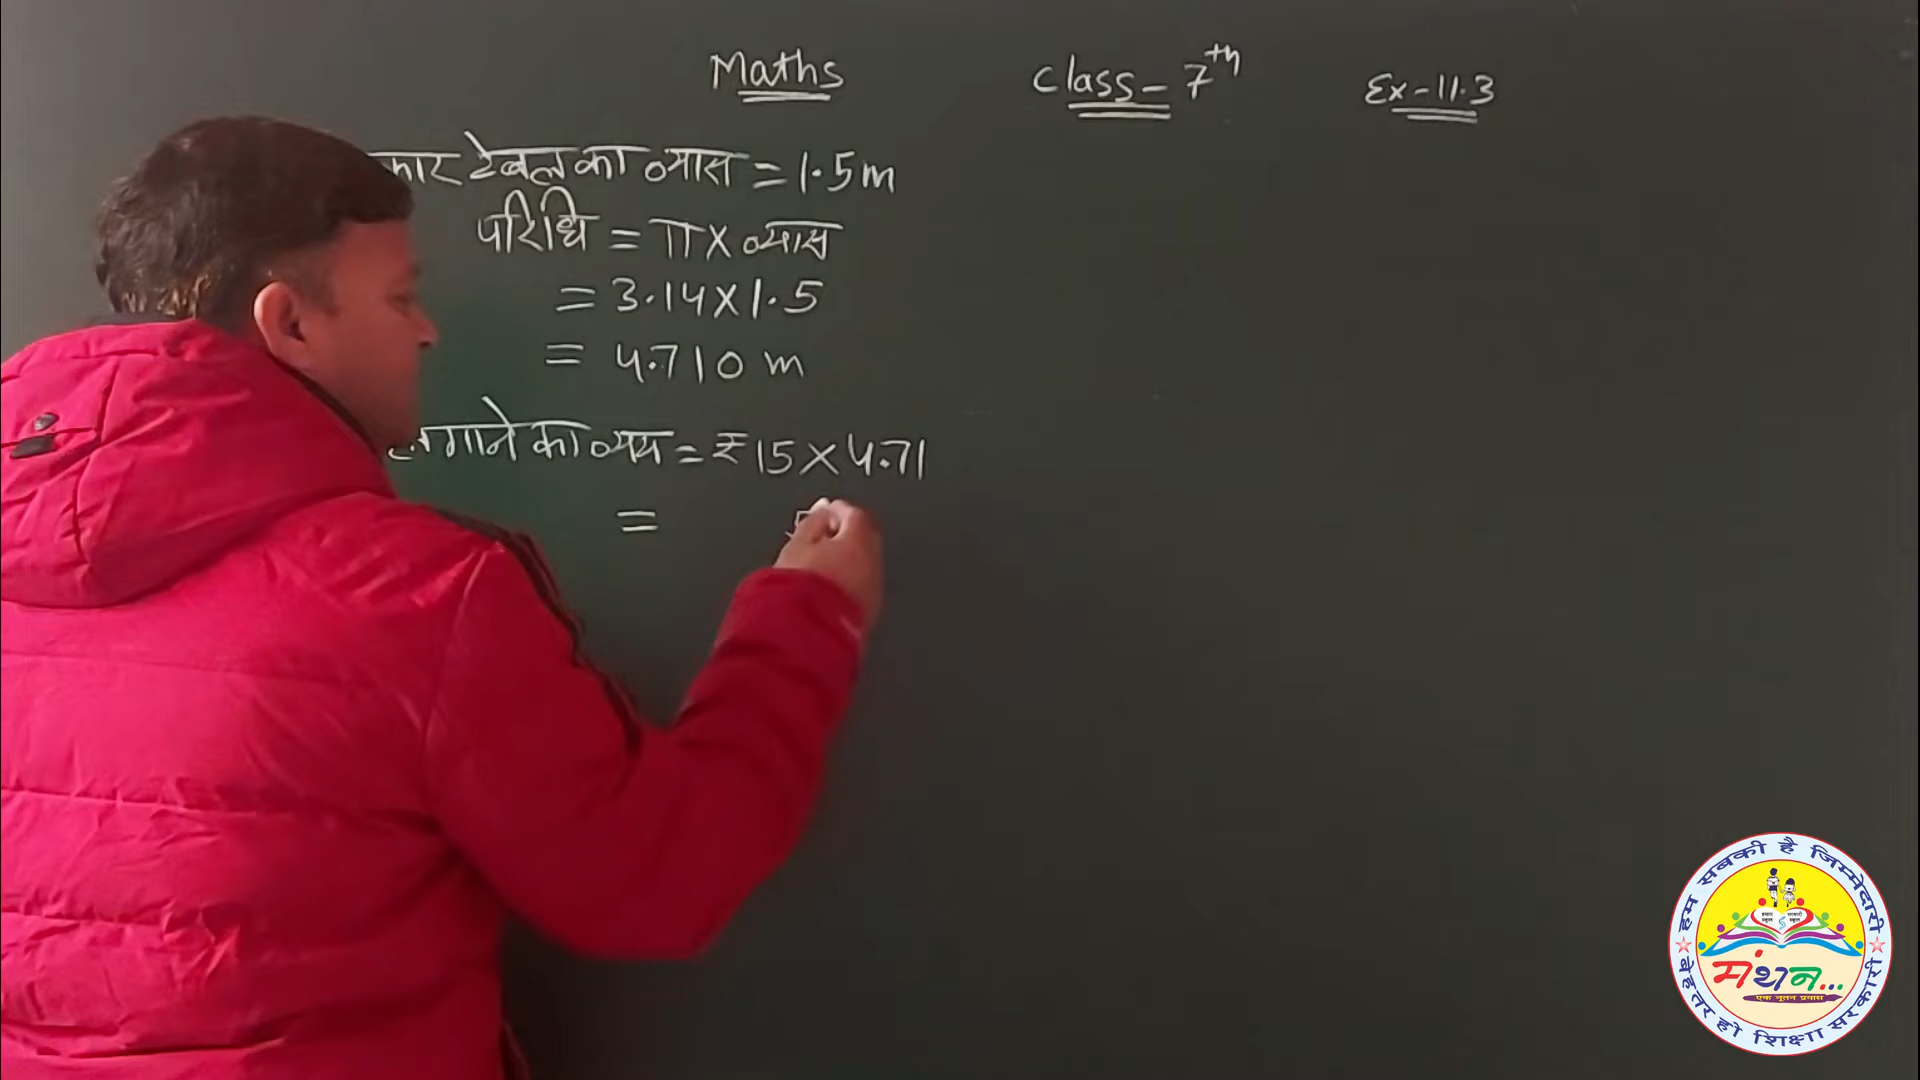 Maths Class - 7th Ex - 11.3
टेबल का व्यास = 1.5 m
परिधि = π × व्यास
= 3.14 × 1.5
= 4.710 m
लगाने का व्यय = ₹ 15 × 4.71
=
हम सबकी है जिम्मेदारी
बेहतर हो शिक्षा सरकारी
मंथन...
एक नूतन प्रयास